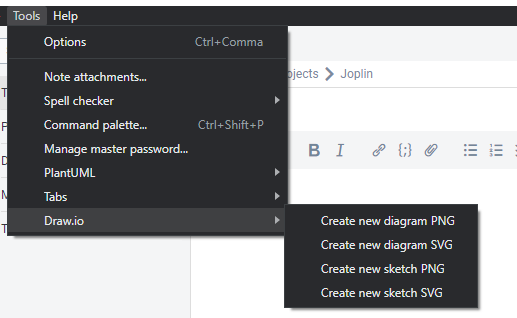 Tools Help
Options Ctrl+Comma
Note attachments...
Spell checker
Command palette... Ctrl+Shift+P
Manage master password...
PlantUML
Tabs
Draw.io
Create new diagram PNG
Create new diagram SVG
Create new sketch PNG
Create new sketch SVG
ojects > Joplin
B I